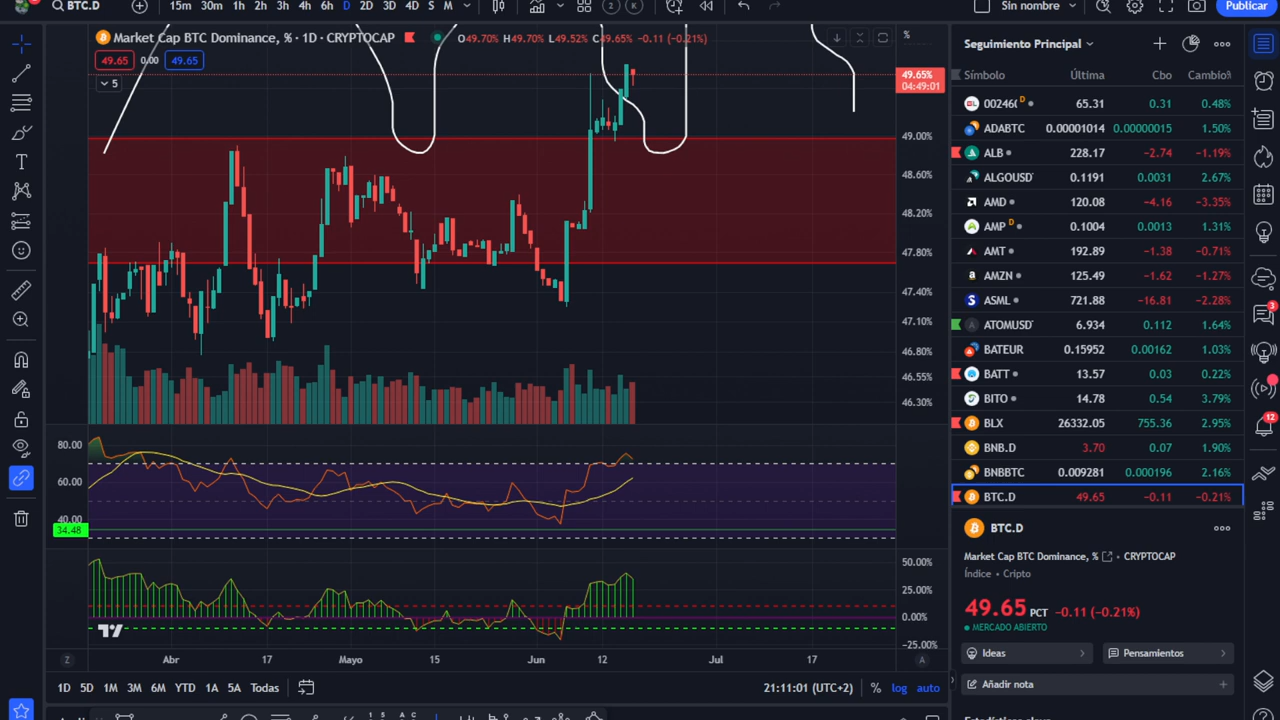 BTC.D 15m 30m 1h 2h 3h 4h 6h D 2D 3D 4D S M 2 K Sin nombre Publicar
Market Cap BTC Dominance, % · 1D · CRYPTOCAP O49.70% H49.70% L49.52% C49.65% -0.11 (-0.21%)
49.65 0.00 49.65
5
%
49.65%
04:49:01
49.00%
48.60%
48.20%
47.80%
47.40%
47.10%
46.80%
46.55%
46.30%
80.00
60.00
40.00
34.48
50.00%
25.00%
0.00%
-25.00%
Z Abr 17 Mayo 15 Jun 12 Jul 17 A
1D 5D 1M 3M 6M YTD 1A 5A Todas 21:11:01 (UTC+2) % log auto
Seguimiento Principal
Símbolo Última Cbo Cambio%
00246 D 65.31 0.31 0.48%
ADABTC 0.00001014 0.00000015 1.50%
ALB 228.17 -2.74 -1.19%
ALGOUSD 0.1191 0.0031 2.67%
AMD 120.08 -4.16 -3.35%
AMP D 0.1004 0.0013 1.31%
AMT 192.89 -1.38 -0.71%
AMZN 125.49 -1.62 -1.27%
ASML 721.88 -16.81 -2.28%
ATOMUSD 6.934 0.112 1.64%
BATEUR 0.15952 0.00162 1.03%
BATT 13.57 0.03 0.22%
BITO 14.78 0.54 3.79%
BLX 26332.05 755.36 2.95%
BNB.D 3.70 0.07 1.90%
BNBBTC 0.009281 0.000196 2.16%
BTC.D 49.65 -0.11 -0.21%
BTC.D
Market Cap BTC Dominance, % • CRYPTOCAP
Índice • Cripto
49.65 PCT -0.11 (-0.21%)
MERCADO ABIERTO
Ideas
Pensamientos
Añadir nota
3
12